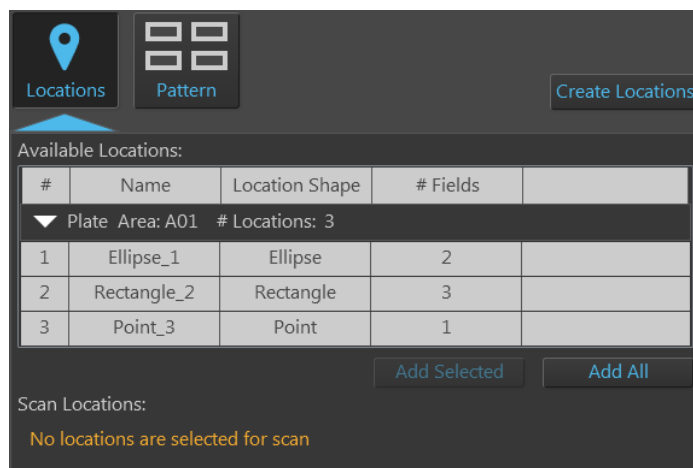 Locations
Pattern
Create Locations
Available Locations:
# Name Location Shape # Fields
Plate Area: A01 # Locations: 3
1 Ellipse_1 Ellipse 2
2 Rectangle_2 Rectangle 3
3 Point_3 Point 1
Add Selected Add All
Scan Locations:
No locations are selected for scan